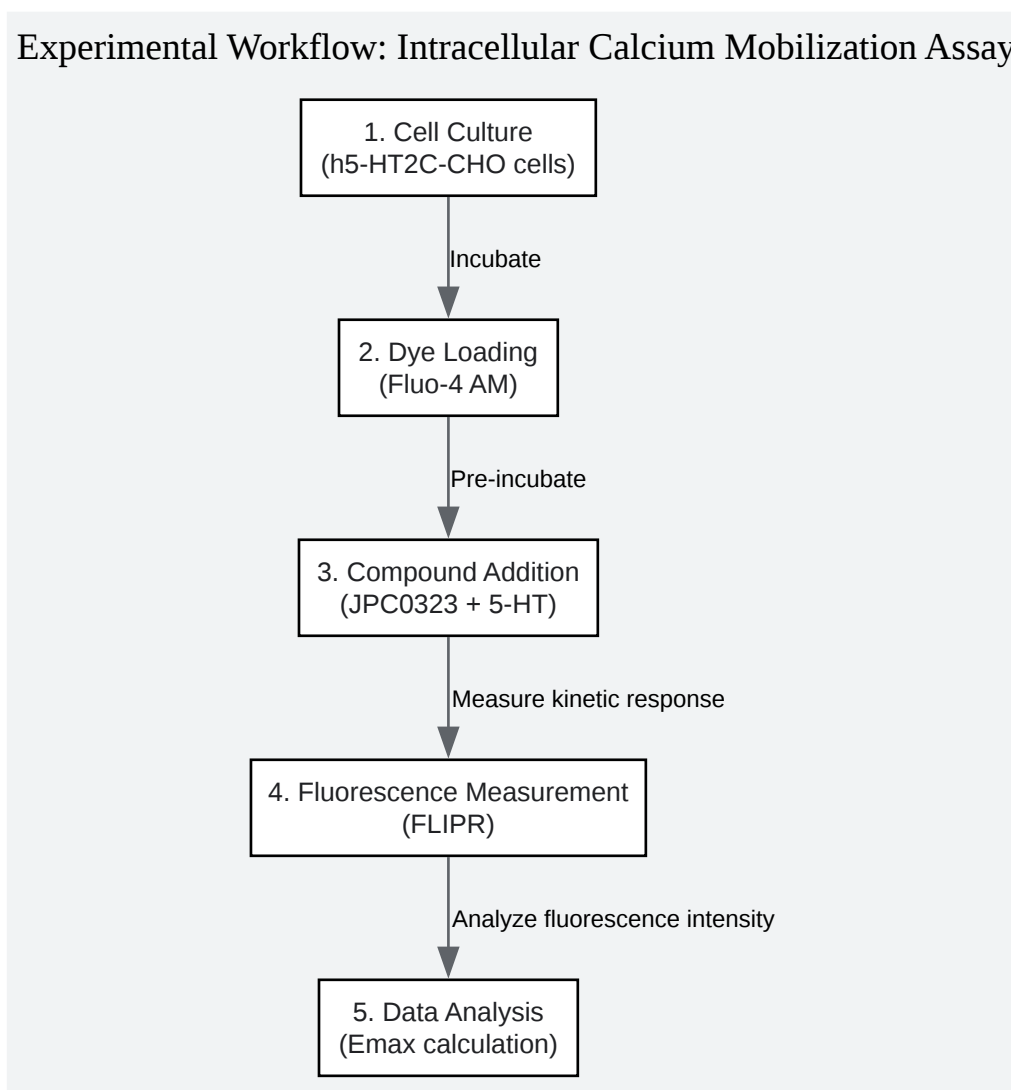 Experimental Workflow: Intracellular Calcium Mobilization Assay
1. Cell Culture
(h5-HT2C-CHO cells)
Incubate
2. Dye Loading
(Fluo-4 AM)
Pre-incubate
3. Compound Addition
(JPC0323 + 5-HT)
Measure kinetic response
4. Fluorescence Measurement
(FLIPR)
Analyze fluorescence intensity
5. Data Analysis
(Emax calculation)